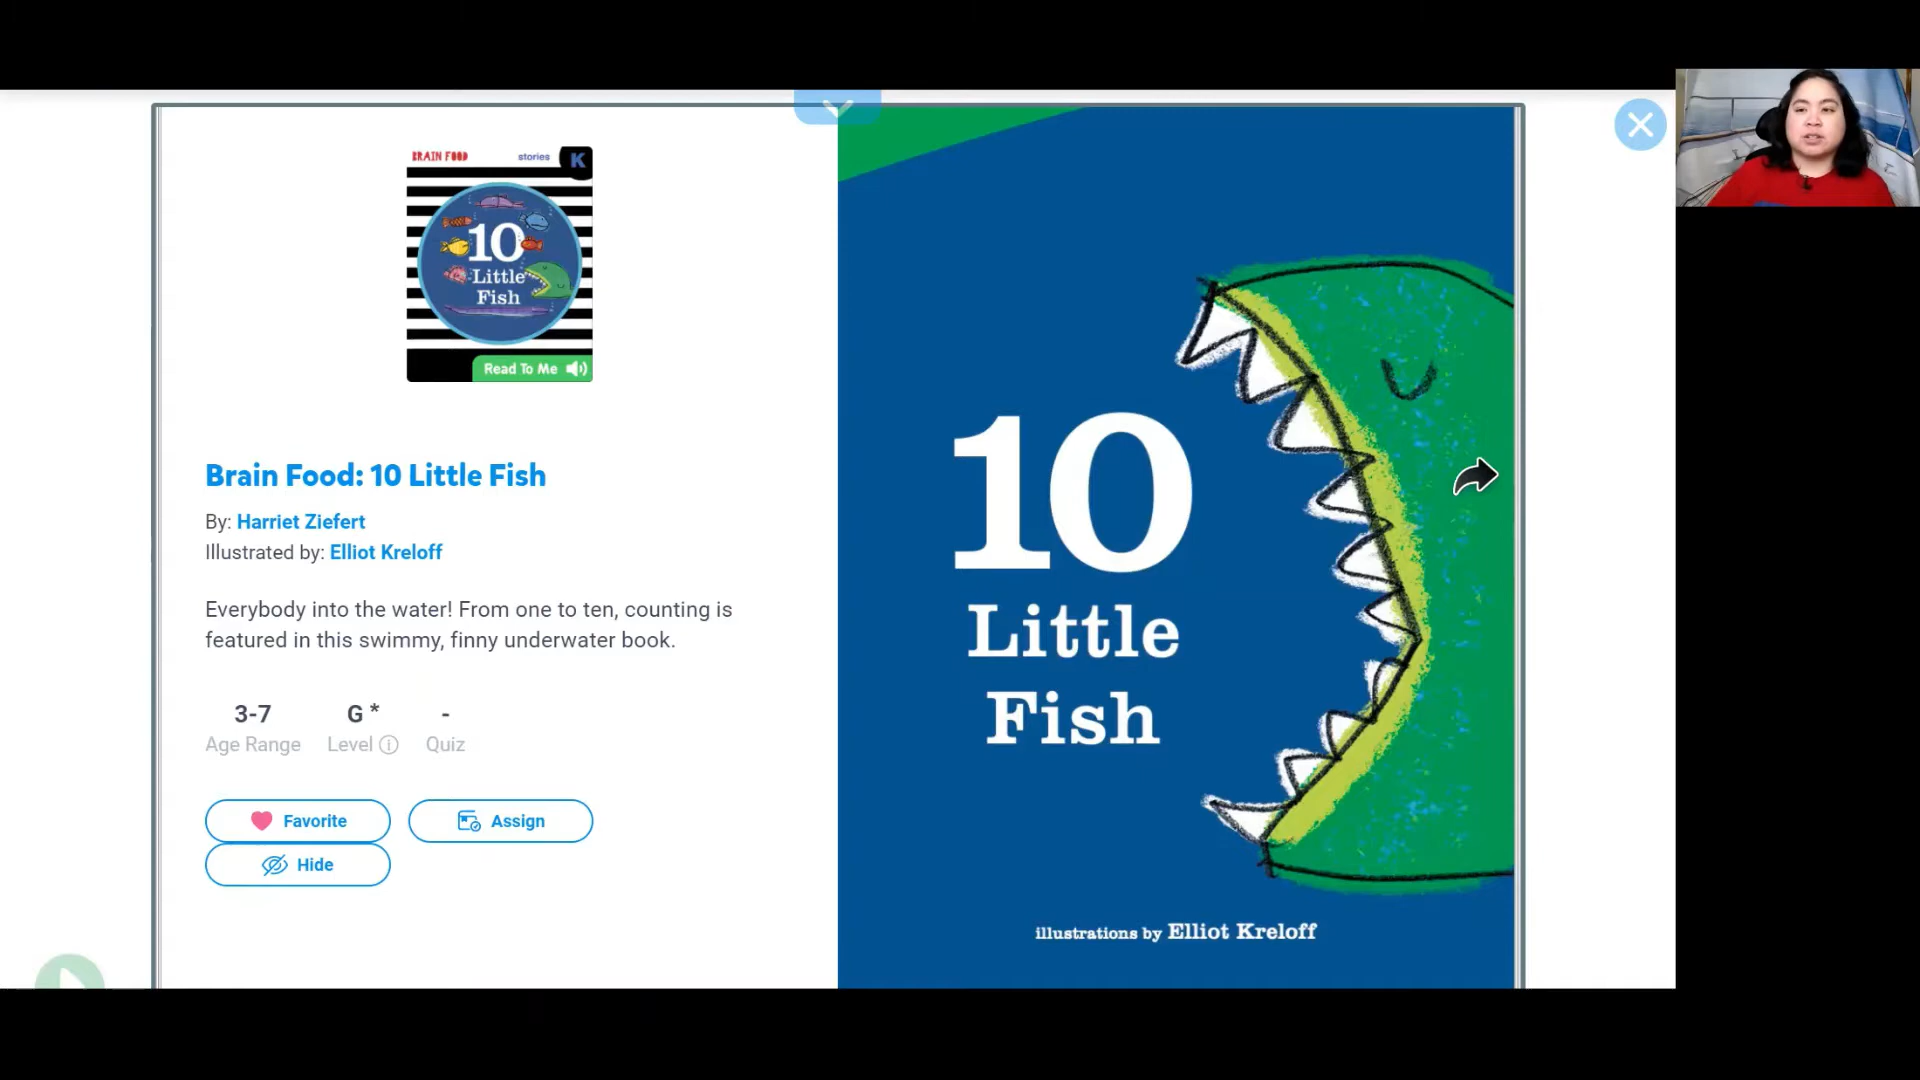 BRAIN FOOD stories K
10
Little
Fish
Read To Me
Brain Food: 10 Little Fish
By: Harriet Ziefert
Illustrated by: Elliot Kreloff
Everybody into the water! From one to ten, counting is
featured in this swimmy, finny underwater book.
3-7 G * -
Age Range Level Quiz
Favorite Assign
Hide
10
Little
Fish
illustrations by Elliot Kreloff